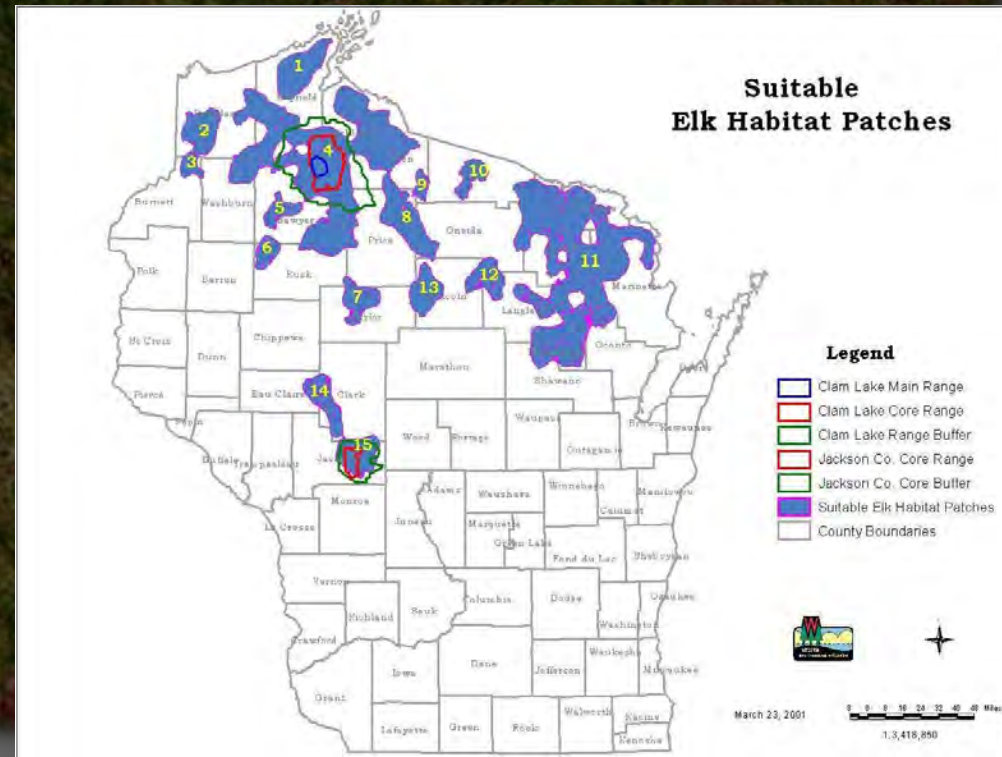 Suitable
Elk Habitat Patches
1
2
3
4
5
6
7
8
9
10
11
12
13
14
15
Burnett
Washburn
Sawyer
Price
Oneida
Polk
Barron
Rusk
Marinette
Chippewa
St Croix
Dunn
Marathon
Oconto
Pierce
Pepin
Eau Claire
Clark
Shawano
Buffalo
Trempealeau
Wood
Portage
Waupaca
Outagamie
Brown
Kewaunee
Monroe
Juneau
Adams
Waushara
Winnebago
Calumet
Manitowoc
La Crosse
Marquette
Green Lake
Fond du Lac
Sheboygan
Vernon
Crawford
Richland
Sauk
Columbia
Dodge
Washington
Ozaukee
Iowa
Dane
Jefferson
Waukesha
Milwaukee
Grant
Lafayette
Green
Rock
Walworth
Racine
Kenosha
Legend
Clam Lake Main Range
Clam Lake Core Range
Clam Lake Range Buffer
Jackson Co. Core Range
Jackson Co. Core Buffer
Suitable Elk Habitat Patches
County Boundaries
March 23, 2001
Miles
1:3,418,850